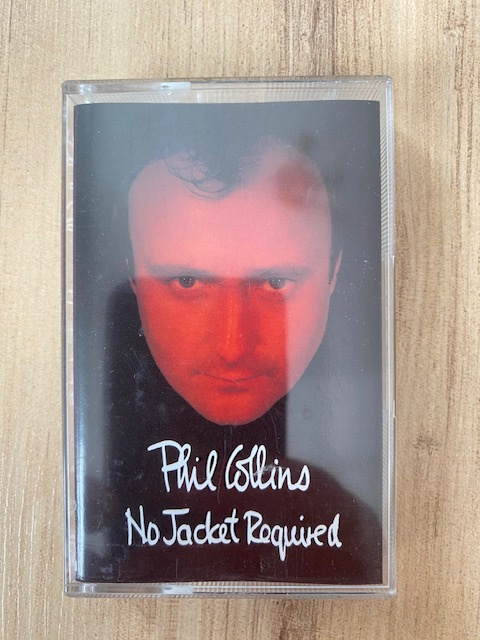 Phil Collins
No Jacket Required